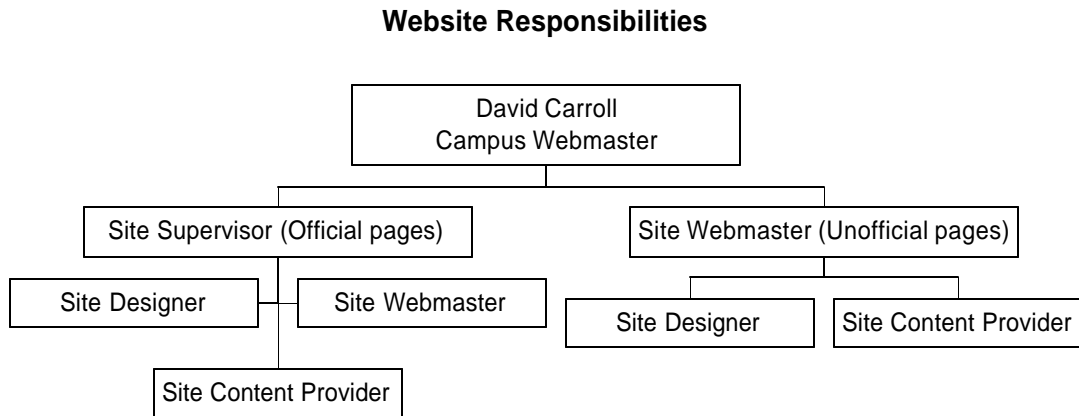 Website Responsibilities
David Carroll
Campus Webmaster
Site Supervisor (Official pages)
Site Webmaster (Unofficial pages)
Site Designer
Site Webmaster
Site Designer
Site Content Provider
Site Content Provider